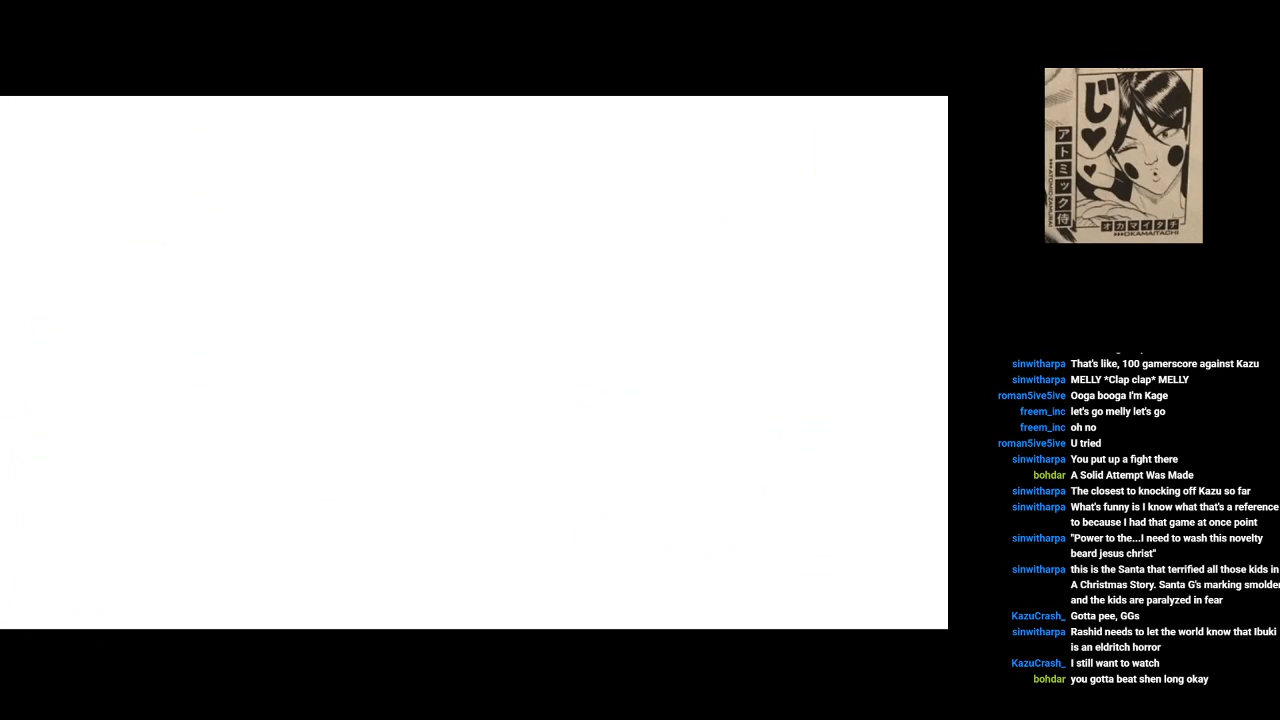 じ
アトミック侍
ATOMIC SAMURAI
オカマイタチ
OKAMAITACHI
sinwitharpa That's like, 100 gamerscore against Kazu
sinwitharpa MELLY *Clap clap* MELLY
roman5ive5ive Ooga booga I'm Kage
freem_inc let's go melly let's go
freem_inc oh no
roman5ive5ive U tried
sinwitharpa You put up a fight there
bohdar A Solid Attempt Was Made
sinwitharpa The closest to knocking off Kazu so far
sinwitharpa What's funny is I know what that's a reference
to because I had that game at once point
sinwitharpa "Power to the...I need to wash this novelty
beard jesus christ"
sinwitharpa this is the Santa that terrified all those kids in
A Christmas Story. Santa G's marking smolder
and the kids are paralyzed in fear
KazuCrash_ Gotta pee, GGs
sinwitharpa Rashid needs to let the world know that Ibuki
is an eldritch horror
KazuCrash_ I still want to watch
bohdar you gotta beat shen long okay